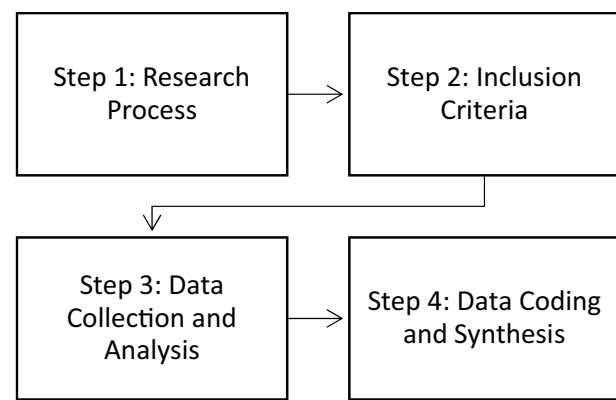 Step 1: Research
Process
Step 2: Inclusion
Criteria
Step 3: Data
Collection and
Analysis
Step 4: Data Coding
and Synthesis